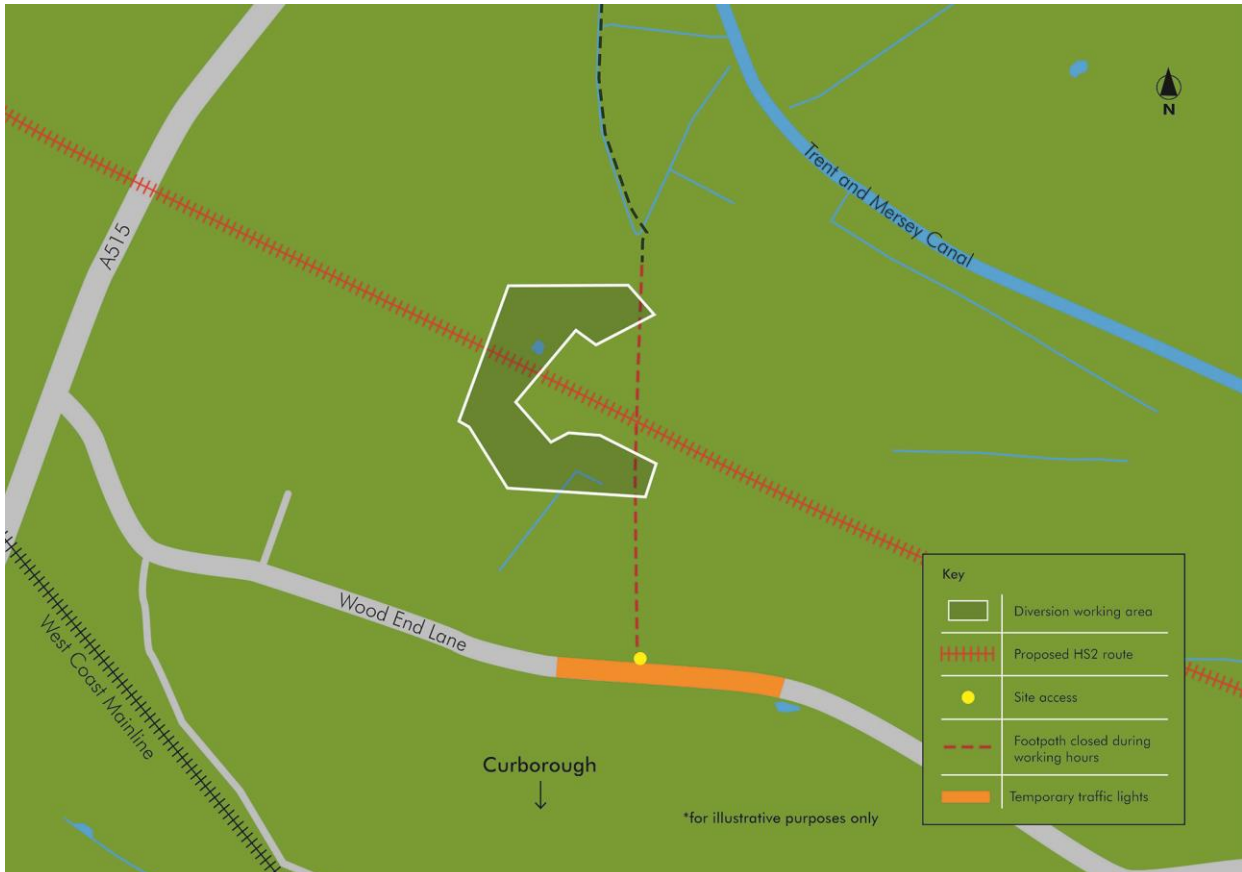 N
A515
Trent and Mersey Canal
Wood End Lane
West Coast Mainline
Curborough
*for illustrative purposes only
Key
Diversion working area
Proposed HS2 route
Site access
Footpath closed during
working hours
Temporary traffic lights